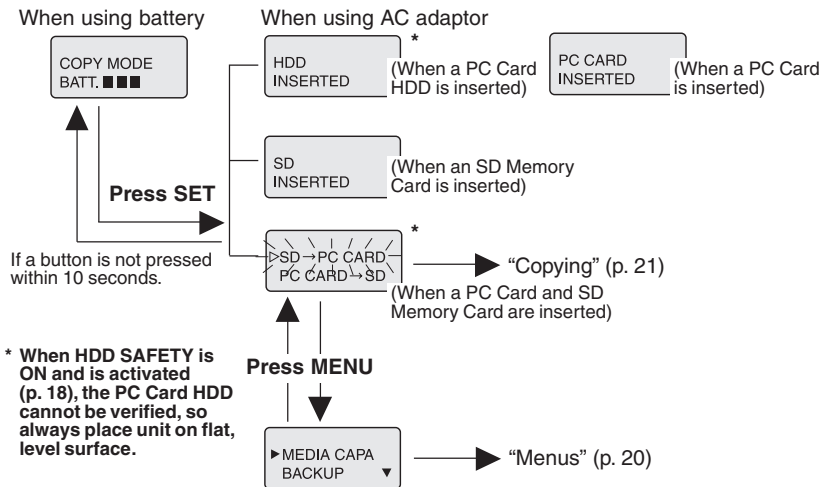 When using battery
When using AC adaptor
COPY MODE
BATT. ■■■
HDD
INSERTED
*
(When a PC Card
HDD is inserted)
PC CARD
INSERTED
(When a PC Card
is inserted)
SD
INSERTED
(When an SD Memory
Card is inserted)
Press SET
If a button is not pressed
within 10 seconds.
▷SD→PC CARD
PC CARD→SD
*
“Copying” (p. 21)
(When a PC Card and SD
Memory Card are inserted)
* When HDD SAFETY is
ON and is activated
(p. 18), the PC Card HDD
cannot be verified, so
always place unit on flat,
level surface.
Press MENU
▶MEDIA CAPA
BACKUP ▼
“Menus” (p. 20)